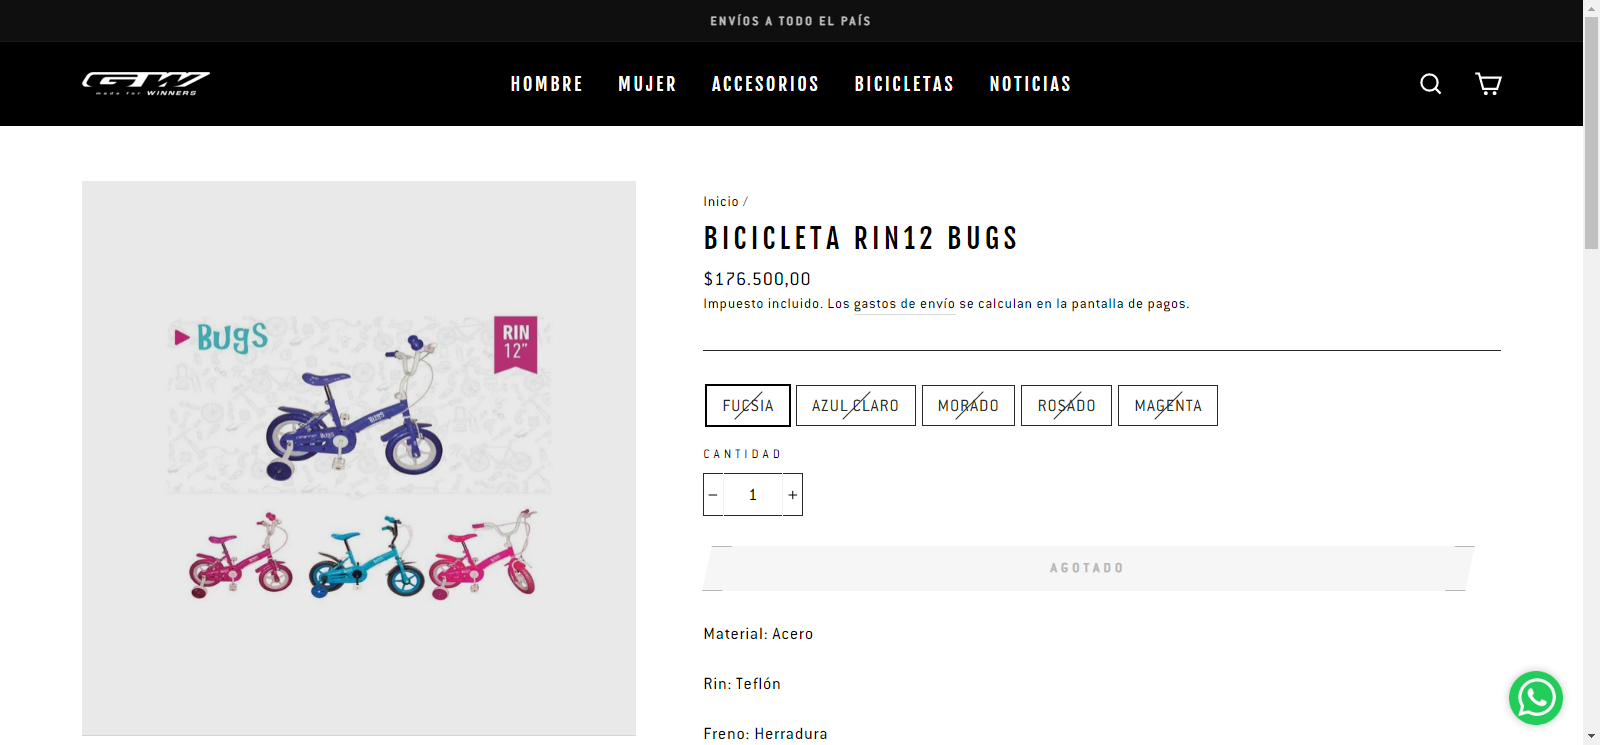 ENVÍOS A TODO EL PAÍS
GW
made for WINNERS
HOMBRE MUJER ACCESORIOS BICICLETAS NOTICIAS
Bugs
RIN
12”
Bugs
Bugs
Inicio /
BICICLETA RIN12 BUGS
$176.500,00
Impuesto incluido. Los gastos de envío se calculan en la pantalla de pagos.
FUCSIA AZUL CLARO MORADO ROSADO MAGENTA
CANTIDAD
− 1 +
AGOTADO
Material: Acero
Rin: Teflón
Freno: Herradura